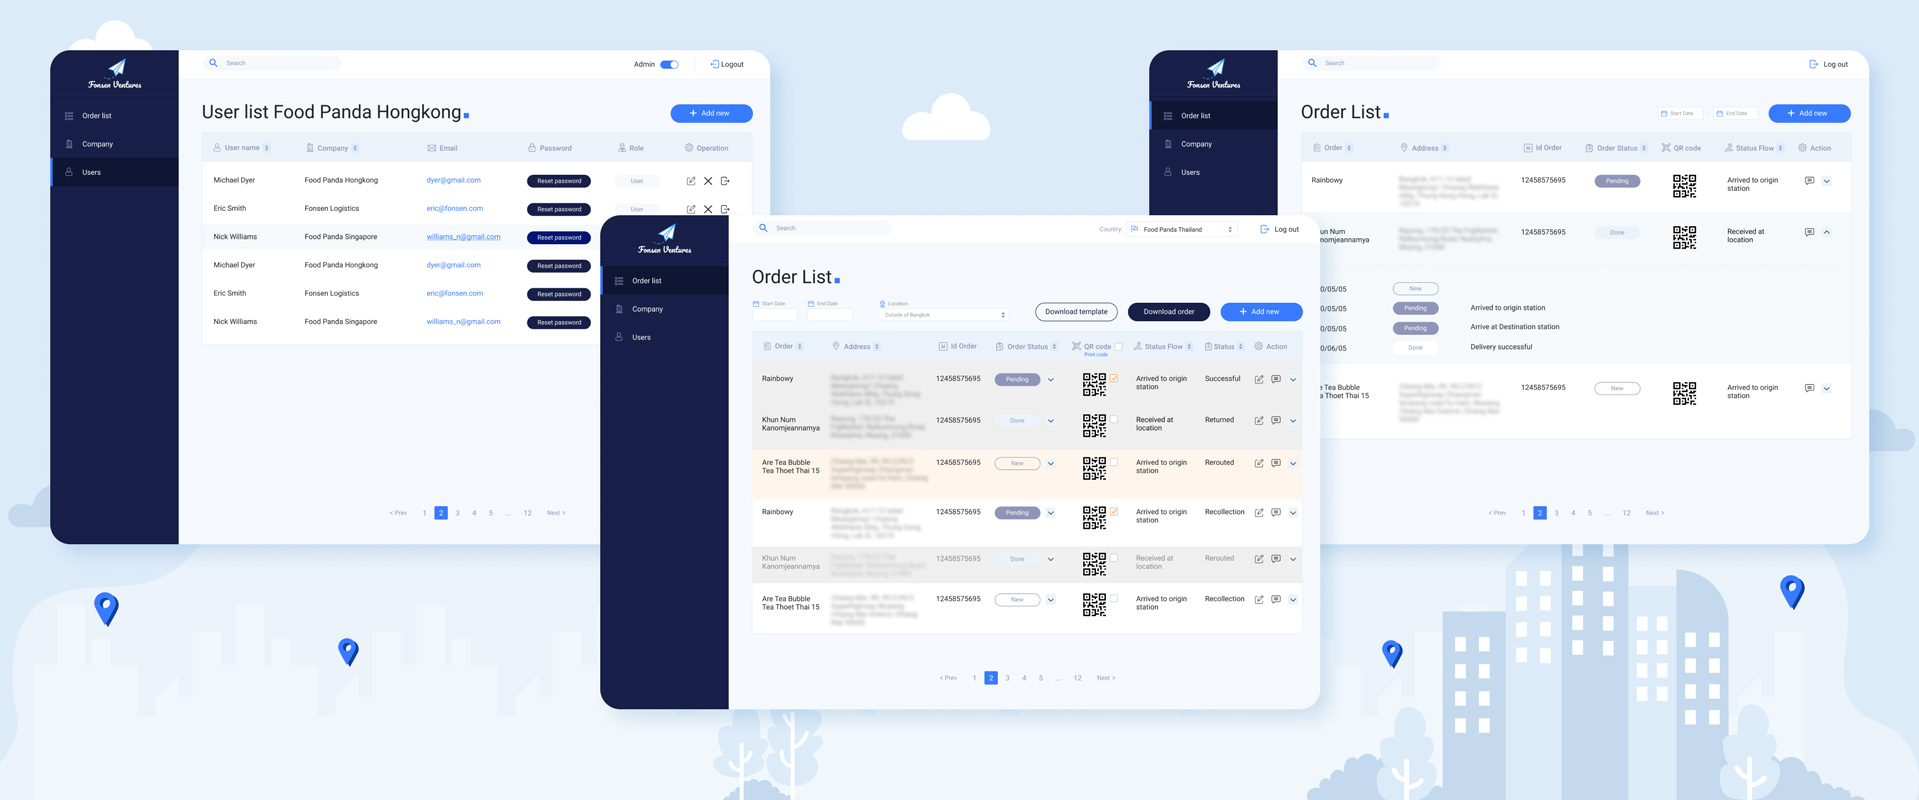 Fonsen Ventures
Order list
Company
Users
Search
Admin
Logout
User list Food Panda Hongkong
Add new
User name
Company
Email
Password
Role
Operation
Michael Dyer
Food Panda Hongkong
dyer@gmail.com
Reset password
User
Eric Smith
Fonsen Logistics
eric@fonsen.com
Reset password
User
Nick Williams
Food Panda Singapore
williams_n@gmail.com
Reset password
Michael Dyer
Food Panda Hongkong
dyer@gmail.com
Reset password
Eric Smith
Fonsen Logistics
eric@fonsen.com
Reset password
Nick Williams
Food Panda Singapore
williams_n@gmail.com
Reset password
< Prev 1 2 3 4 5 ... 12 Next >
Fonsen Ventures
Order list
Company
Users
Search
Country:
Food Panda Thailand
Log out
Order List
Start Date
End Date
Location
Outside of Bangkok
Download template
Download order
Add new
Order
Address
Id Order
Order Status
QR code
Print code
Status Flow
Status
Action
Rainbowy
12458575695
Pending
Arrived to origin
station
Successful
Khun Num
Kanomjeannamya
12458575695
Done
Received at
location
Returned
Are Tea Bubble
Tea Thoet Thai 15
12458575695
New
Arrived to origin
station
Rerouted
Rainbowy
12458575695
Pending
Arrived to origin
station
Recollection
Khun Num
Kanomjeannamya
12458575695
Done
Received at
location
Rerouted
Are Tea Bubble
Tea Thoet Thai 15
12458575695
New
Arrived to origin
station
Recollection
< Prev 1 2 3 4 5 ... 12 Next >
Fonsen Ventures
Order list
Company
Users
Search
Log out
Order List
Start Date
End Date
Add new
Order
Address
Id Order
Order Status
QR code
Status Flow
Action
Rainbowy
12458575695
Pending
Arrived to origin
station
un Num
nomjeannamya
12458575695
Done
Received at
location
0/05/05
New
0/05/05
Pending
Arrived to origin station
0/05/05
Pending
Arrive at Destination station
0/06/05
Done
Delivery successful
e Tea Bubble
a Thoet Thai 15
12458575695
New
Arrived to origin
station
< Prev 1 2 3 4 5 ... 12 Next >